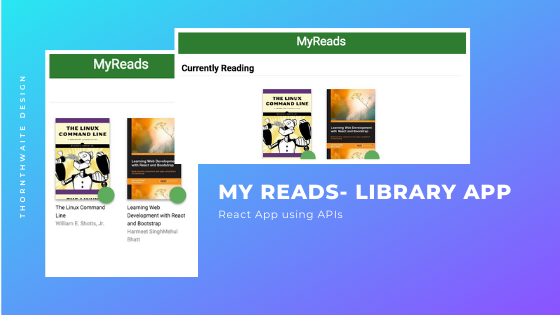 THORNTHWAITE DESIGN
MyReads
THE LINUX
COMMAND LINE
The Linux Command
Line
William E. Shotts, Jr.
Learning Web Development
with React and Bootstrap
Learning Web
Development with React
and Bootstrap
Harmeet SinghMehul
Bhatt
MyReads
Currently Reading
THE LINUX
COMMAND LINE
Learning Web Development
with React and Bootstrap
MY READS- LIBRARY APP
React App using APIs